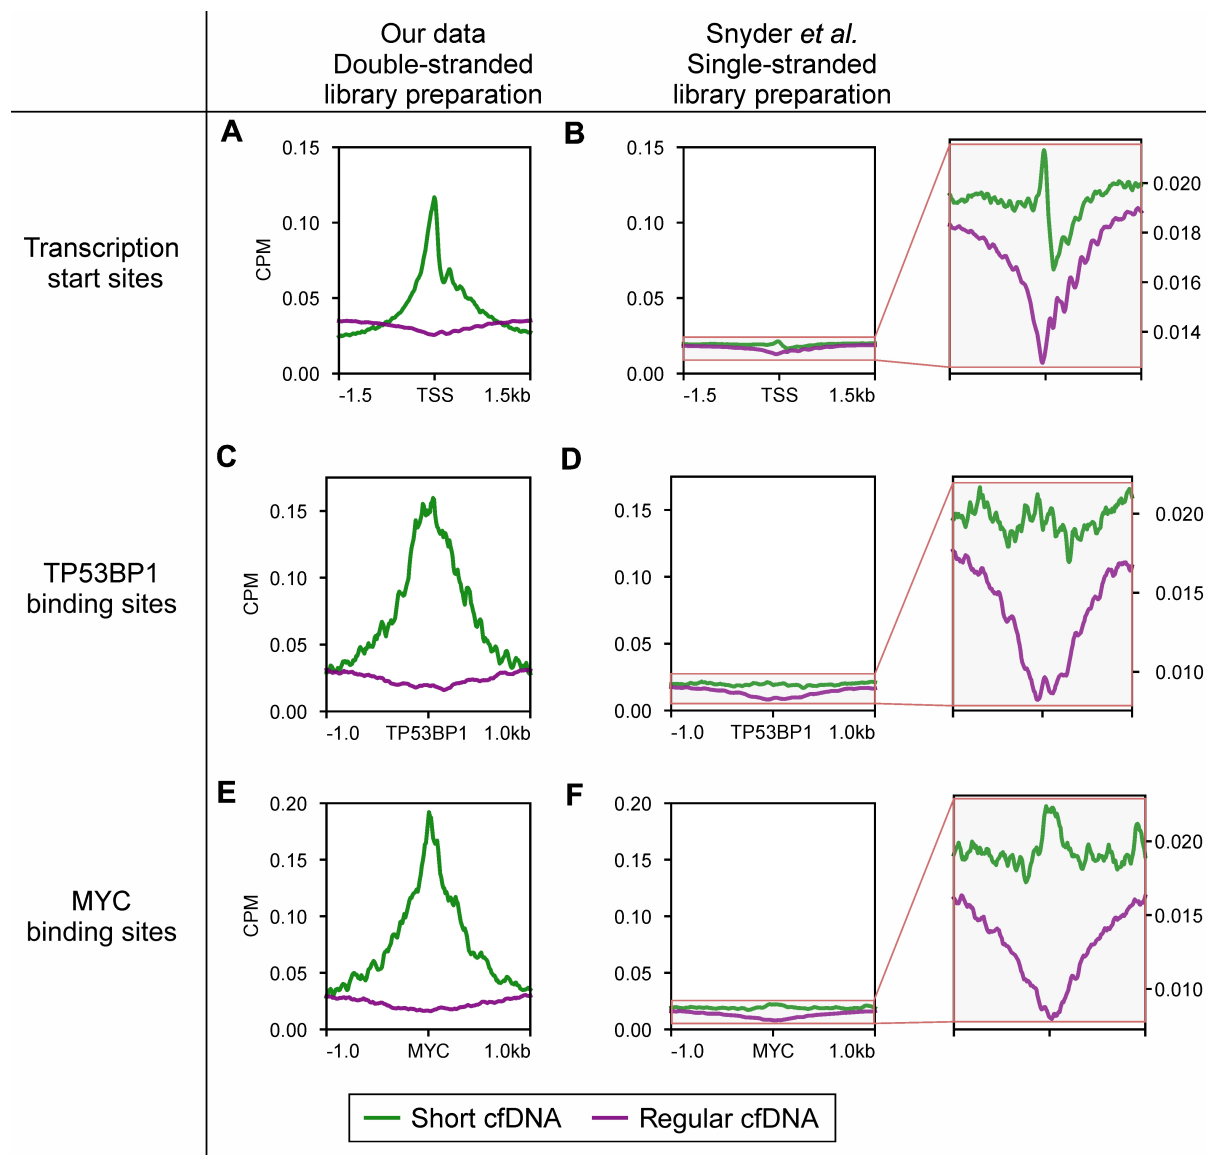 Our data
Double-stranded
library preparation
Snyder et al.
Single-stranded
library preparation
Transcription
start sites
A
CPM
0.15
0.10
0.05
0.00
-1.5
TSS
1.5kb
B
0.15
0.10
0.05
0.00
-1.5
TSS
1.5kb
0.020
0.018
0.016
0.014
TP53BP1
binding sites
C
CPM
0.15
0.10
0.05
0.00
-1.0
TP53BP1
1.0kb
D
0.15
0.10
0.05
0.00
-1.0
TP53BP1
1.0kb
0.020
0.015
0.010
MYC
binding sites
E
CPM
0.20
0.15
0.10
0.05
0.00
-1.0
MYC
1.0kb
F
0.20
0.15
0.10
0.05
0.00
-1.0
MYC
1.0kb
0.020
0.015
0.010
Short cfDNA
Regular cfDNA